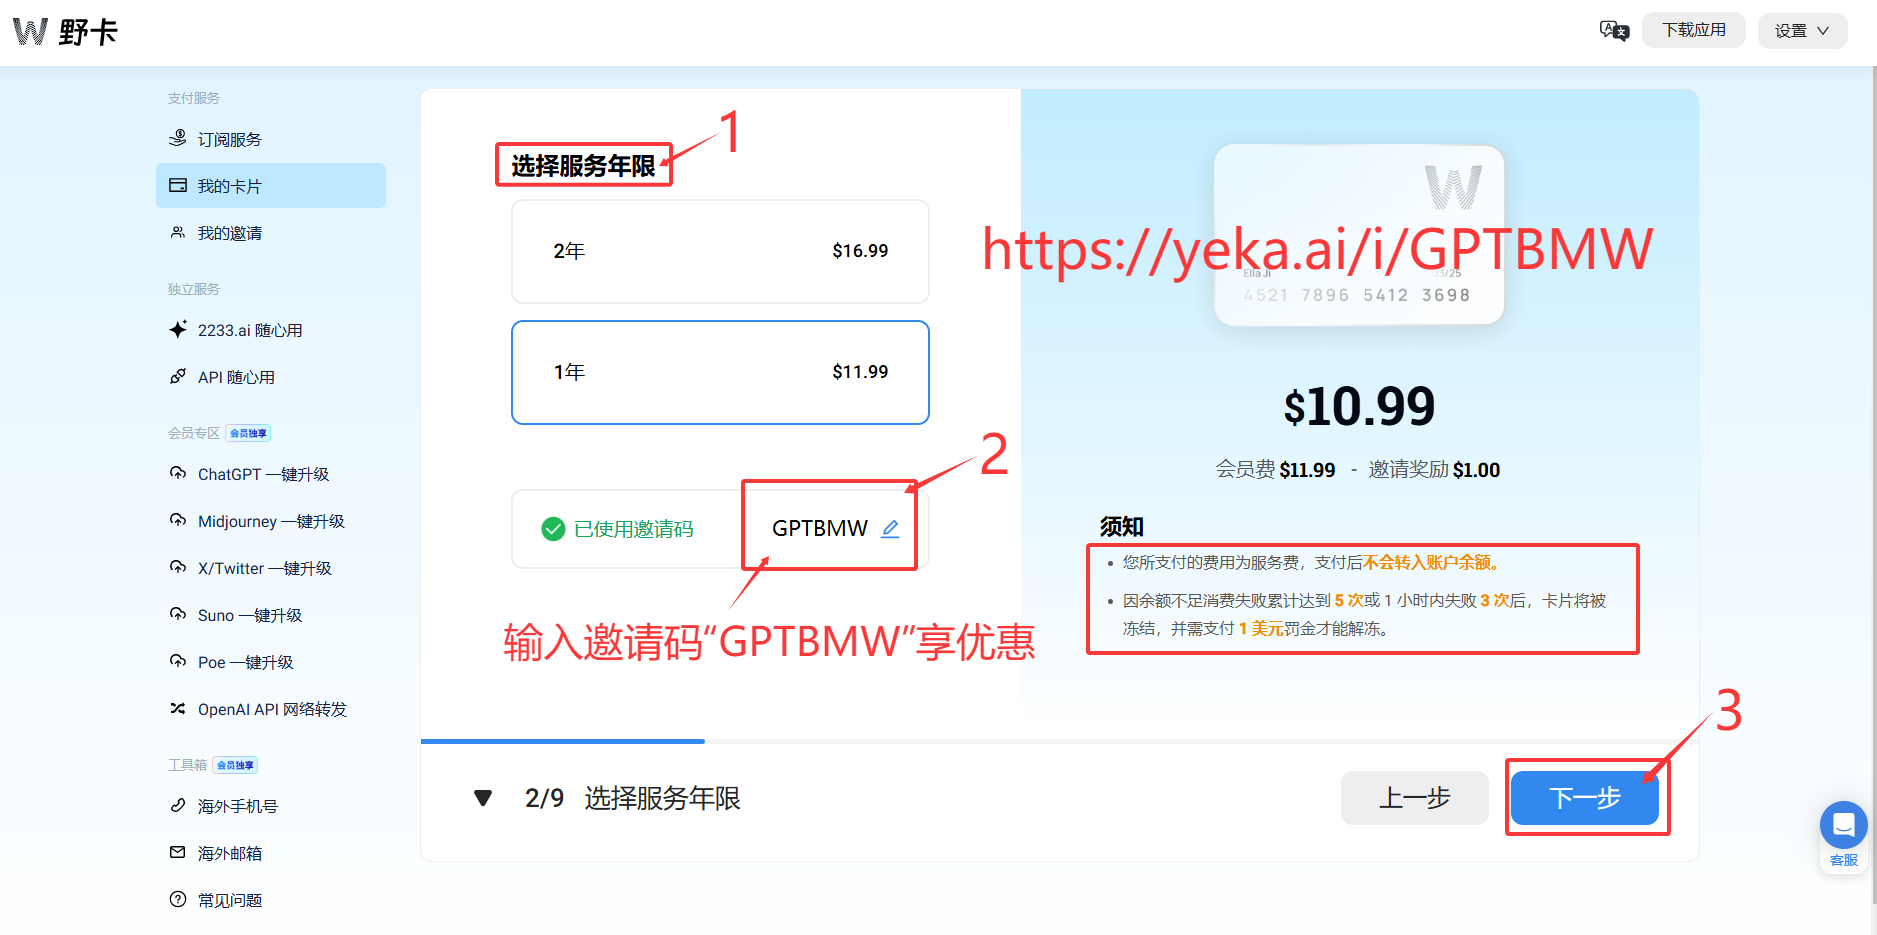 野卡
下载应用
设置
支付服务
订阅服务
我的卡片
我的邀请
独立服务
2233.ai 随心用
API 随心用
会员专区 会员独享
ChatGPT 一键升级
Midjourney 一键升级
X/Twitter 一键升级
Suno 一键升级
Poe 一键升级
OpenAI API 网络转发
工具箱 会员独享
海外手机号
海外邮箱
常见问题
1
选择服务年限
2年 $16.99
1年 $11.99
2
已使用邀请码 GPTBMW
输入邀请码“GPTBMW”享优惠
https://yeka.ai/i/GPTBMW
Ella Ji
4521 7896 5412 3698
$10.99
会员费 $11.99 - 邀请奖励 $1.00
须知
您所支付的费用为服务费，支付后不会转入账户余额。
因余额不足消费失败累计达到 5 次或 1 小时内失败 3 次后，卡片将被
冻结，并需支付 1 美元罚金才能解冻。
3
2/9 选择服务年限
上一步
下一步
客服